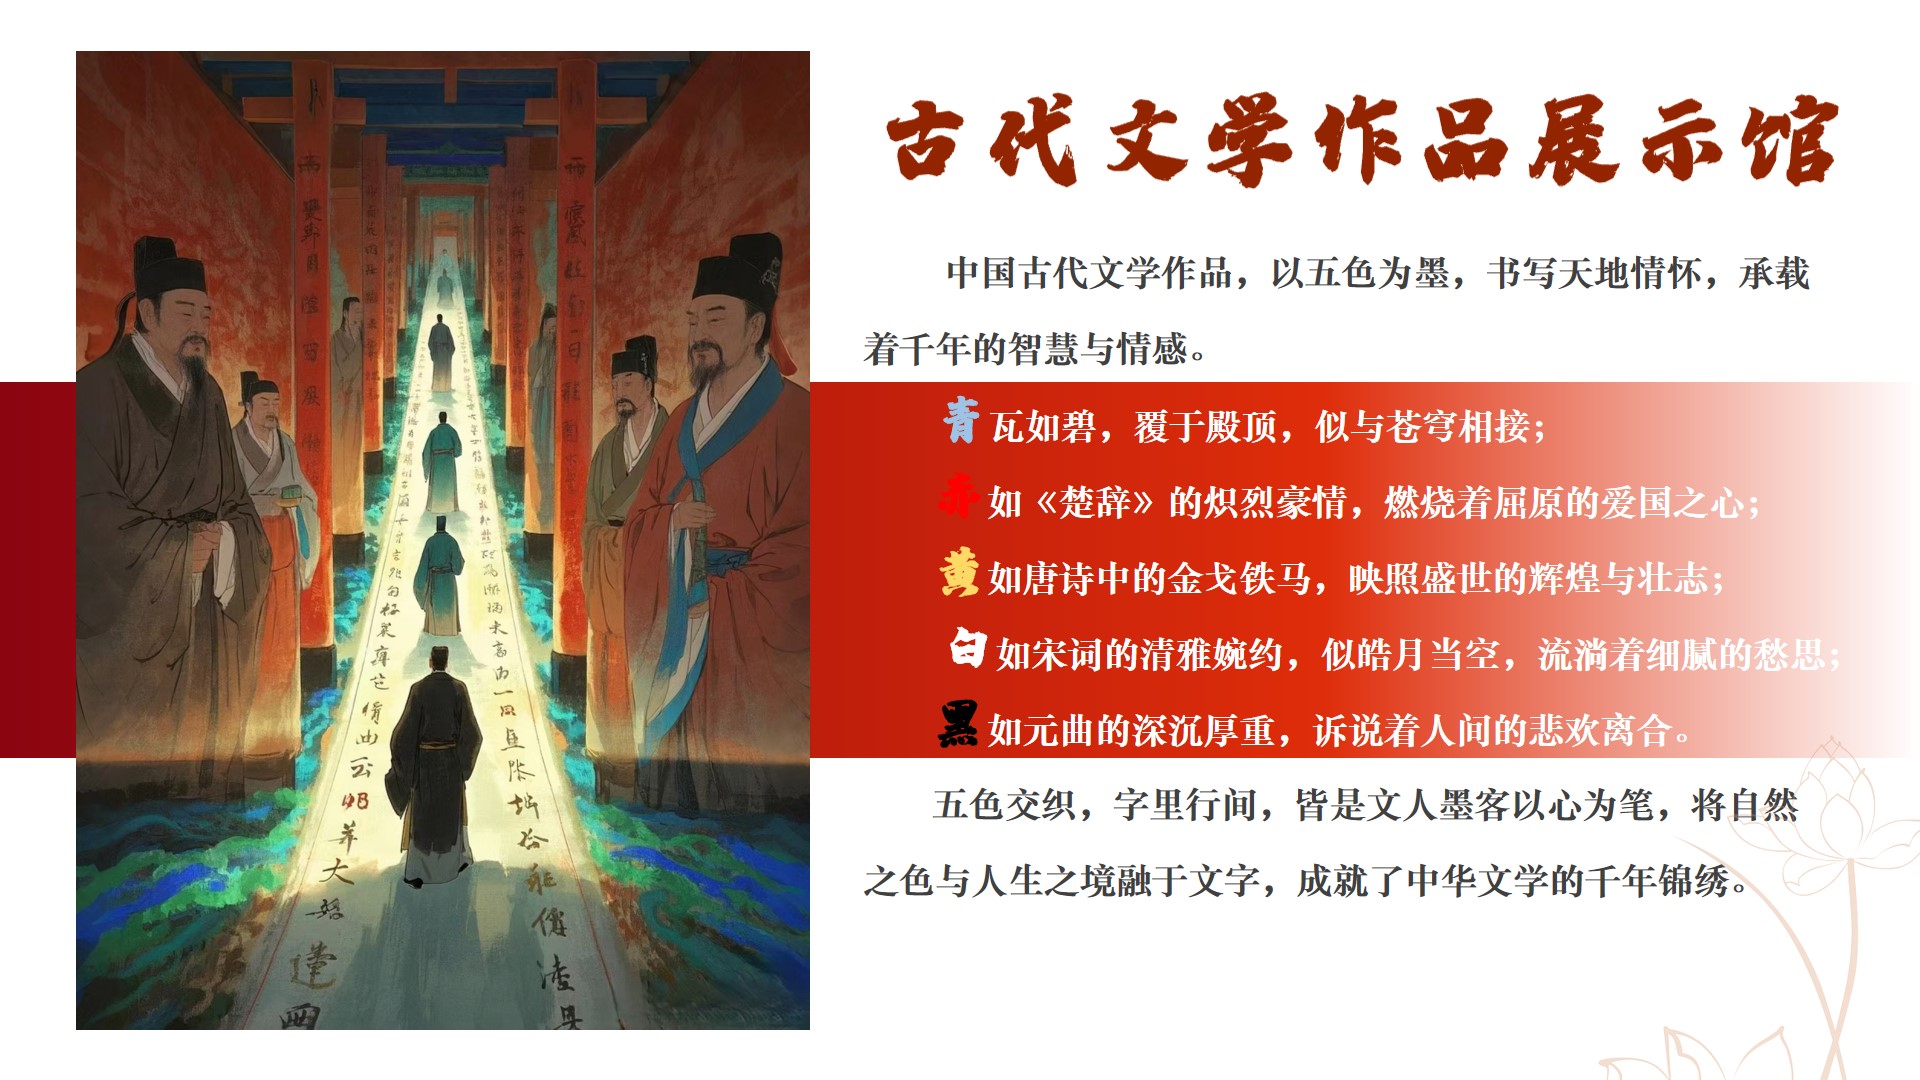 古代文学作品展示馆
中国古代文学作品，以五色为墨，书写天地情怀，承载
着千年的智慧与情感。
青瓦如碧，覆于殿顶，似与苍穹相接；
赤如《楚辞》的炽烈豪情，燃烧着屈原的爱国之心；
黄如唐诗中的金戈铁马，映照盛世的辉煌与壮志；
白如宋词的清雅婉约，似皓月当空，流淌着细腻的愁思；
黑如元曲的深沉厚重，诉说着人间的悲欢离合。
五色交织，字里行间，皆是文人墨客以心为笔，将自然
之色与人生之境融于文字，成就了中华文学的千年锦绣。